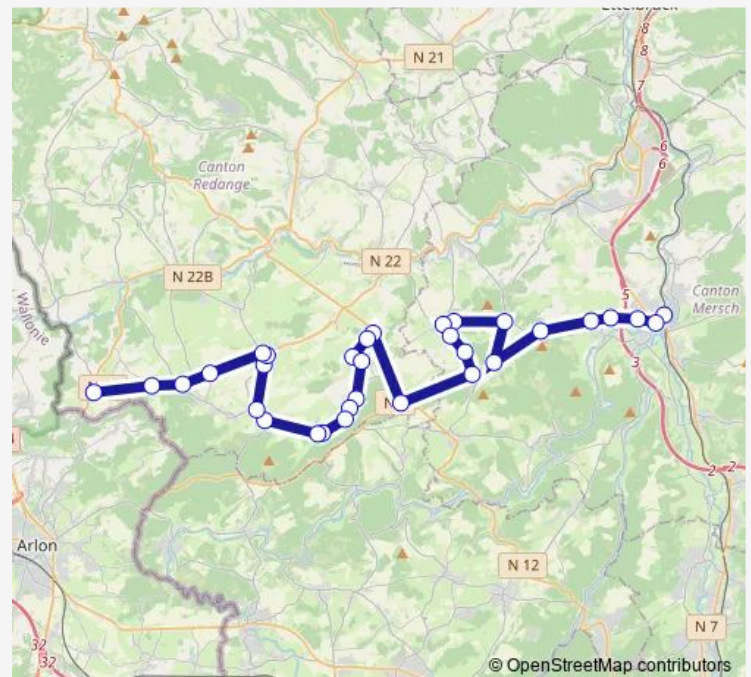 N 21
8
8
7
6
6
Canton
Redange
N 22
N 22B
Wallonie
5
Canton
Mersch
3
2
2
Arlon
N 12
N 7
32
32
© OpenStreetMap contributors